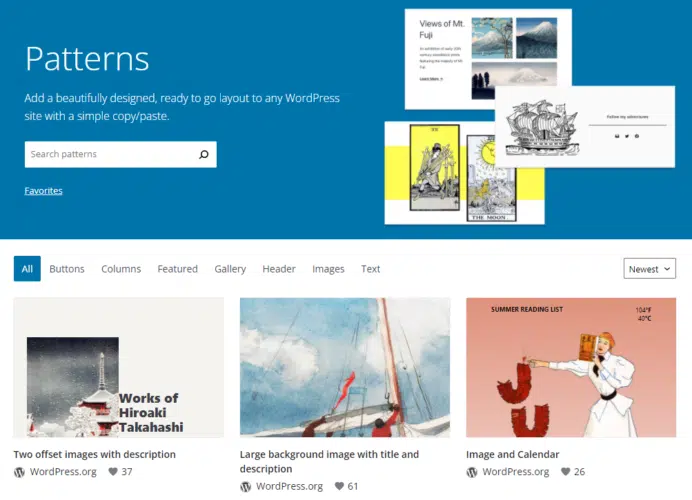 Patterns
Add a beautifully designed, ready to go layout to any WordPress
site with a simple copy/paste.
Search patterns
Favorites
Views of Mt.
Fuji
Learn More →
Follow my adventures
THE MOON.
All
Buttons
Columns
Featured
Gallery
Header
Images
Text
Newest
Works of
Hiroaki
Takahashi
SUMMER READING LIST
104°F
40°C
JU
Two offset images with description
WordPress.org
37
Large background image with title and
description
WordPress.org
61
Image and Calendar
WordPress.org
26